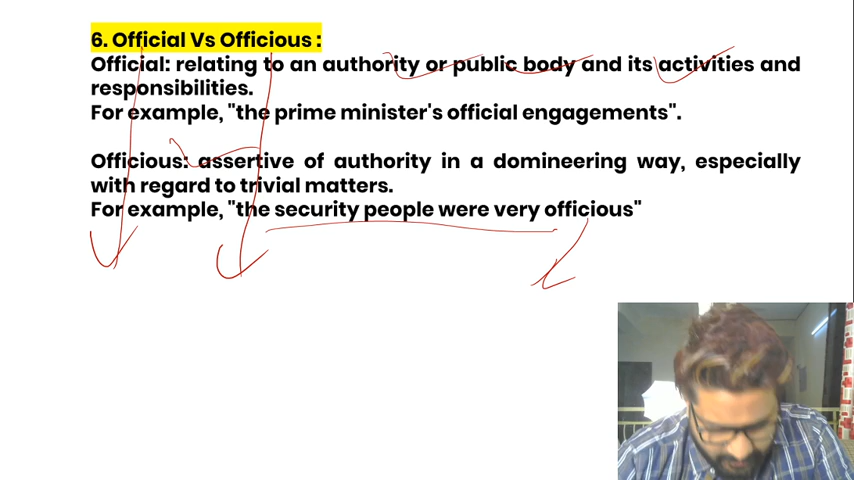 6. Official Vs Officious :
Official: relating to an authority or public body and its activities and
responsibilities.
For example, "the prime minister's official engagements".
Officious: assertive of authority in a domineering way, especially
with regard to trivial matters.
For example, "the security people were very officious"